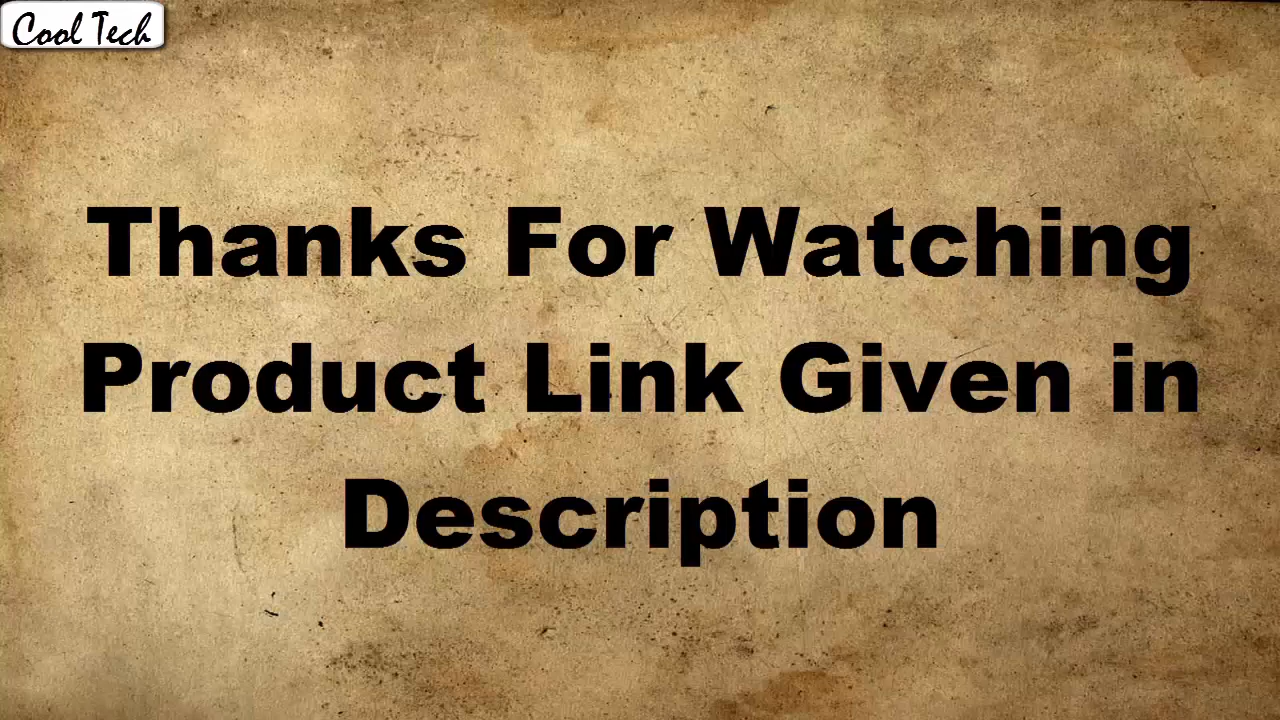 Cool Tech
Thanks For Watching
Product Link Given in
Description